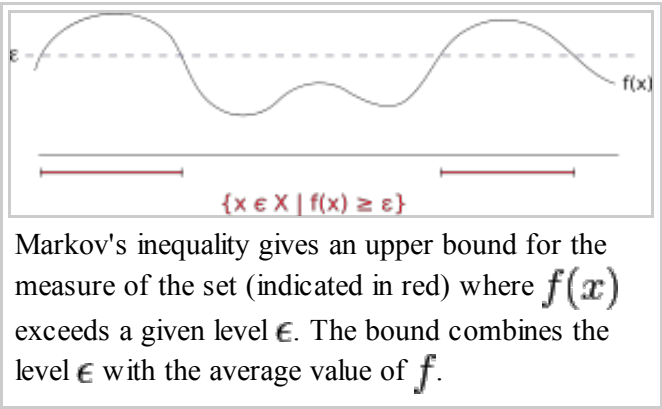 ε
f(x)
{x ϵ X | f(x) ≥ ε}
Markov's inequality gives an upper bound for the
measure of the set (indicated in red) where f(x)
exceeds a given level ϵ. The bound combines the
level ϵ with the average value of f.